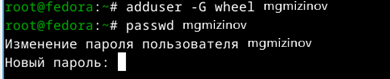 root@fedora:~# adduser -G wheel mgmizinov
root@fedora:~# passwd mgmizinov
Изменение пароля пользователя mgmizinov
Новый пароль: